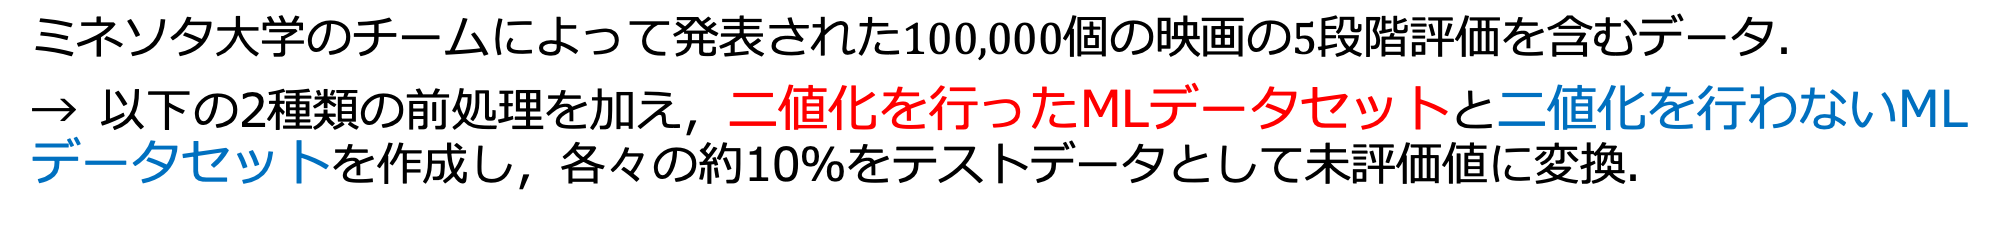 ミネソタ大学のチームによって発表された100,000個の映画の5段階評価を含むデータ.
→ 以下の2種類の前処理を加え，二値化を行ったMLデータセットと二値化を行わないML
データセットを作成し，各々の約10%をテストデータとして未評価値に変換.